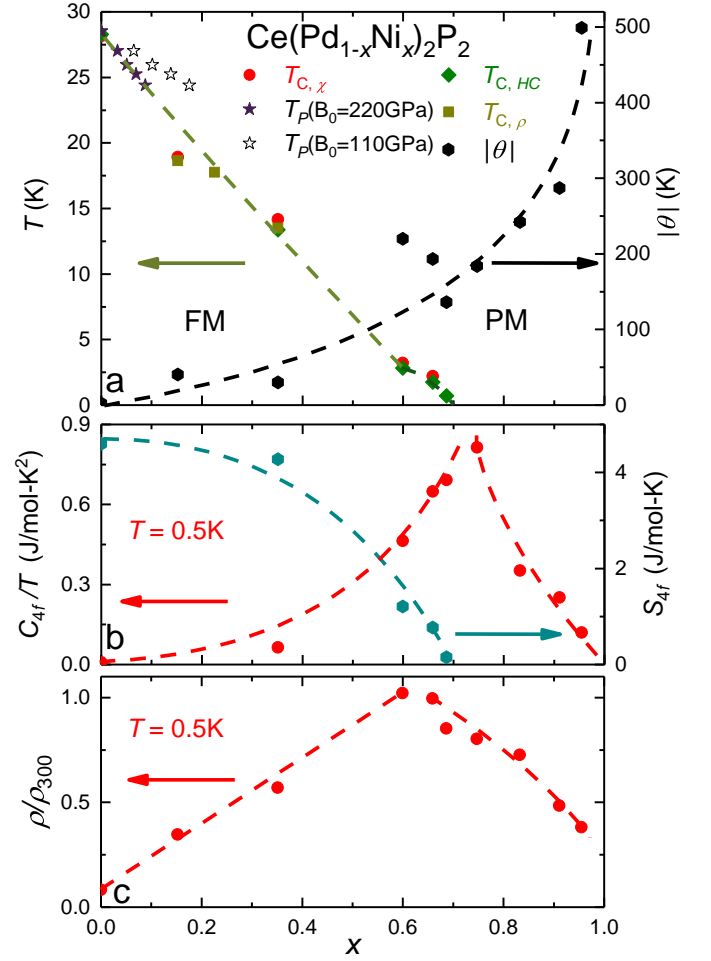 Ce(Pd1-xNix)2P2
TC, χ
TC, HC
TP(B0=220GPa)
TC, ρ
TP(B0=110GPa)
|θ|
30
25
20
15
10
5
0
T (K)
500
400
300
200
100
0
|θ| (K)
FM
PM
a
0.9
0.6
0.3
0.0
C4f /T (J/mol-K2)
4
2
0
S4f (J/mol-K)
T = 0.5K
b
1.0
0.5
0.0
ρ/ρ300
T = 0.5K
c
0.0 0.2 0.4 0.6 0.8 1.0
x